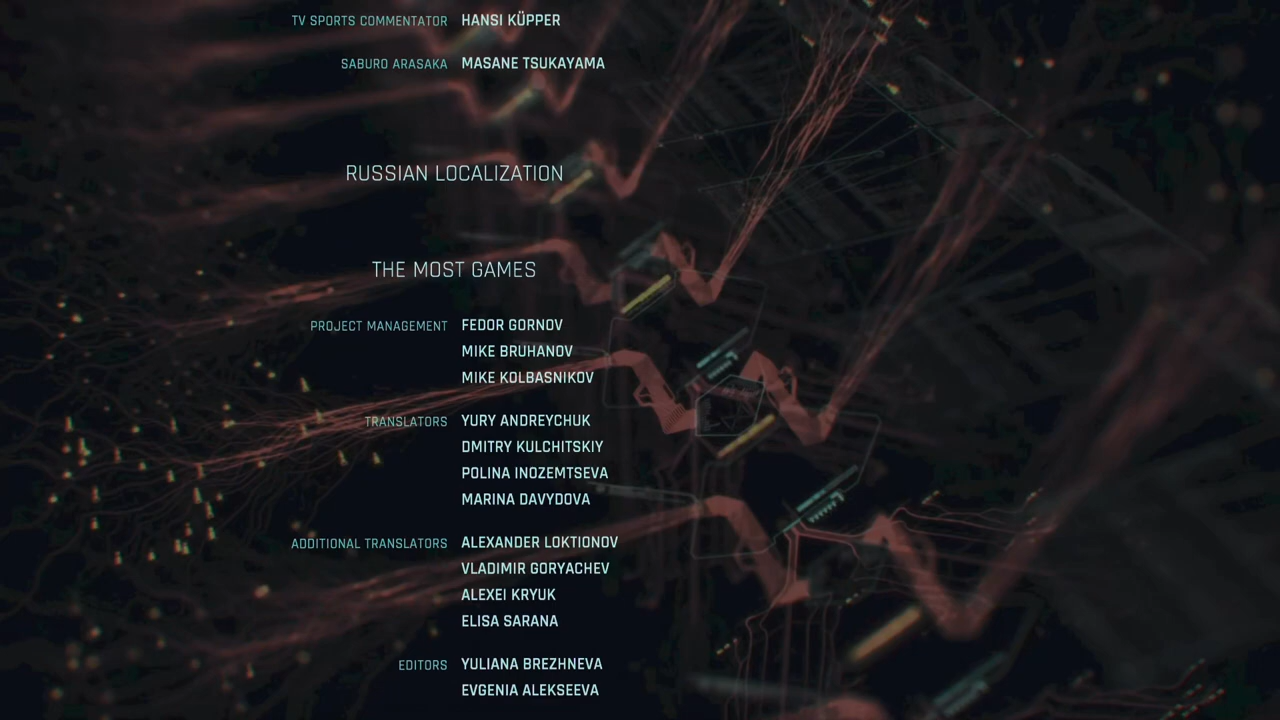 TV SPORTS COMMENTATOR HANSI KÜPPER
SABURO ARASAKA MASANE TSUKAYAMA
RUSSIAN LOCALIZATION
THE MOST GAMES
PROJECT MANAGEMENT FEDOR GORNOV
MIKE BRUHANOV
MIKE KOLBASNIKOV
TRANSLATORS YURY ANDREYCHUK
DMITRY KULCHITSKIY
POLINA INOZEMTSEVA
MARINA DAVYDOVA
ADDITIONAL TRANSLATORS ALEXANDER LOKTIONOV
VLADIMIR GORYACHEV
ALEXEI KRYUK
ELISA SARANA
EDITORS YULIANA BREZHNEVA
EVGENIA ALEKSEEVA